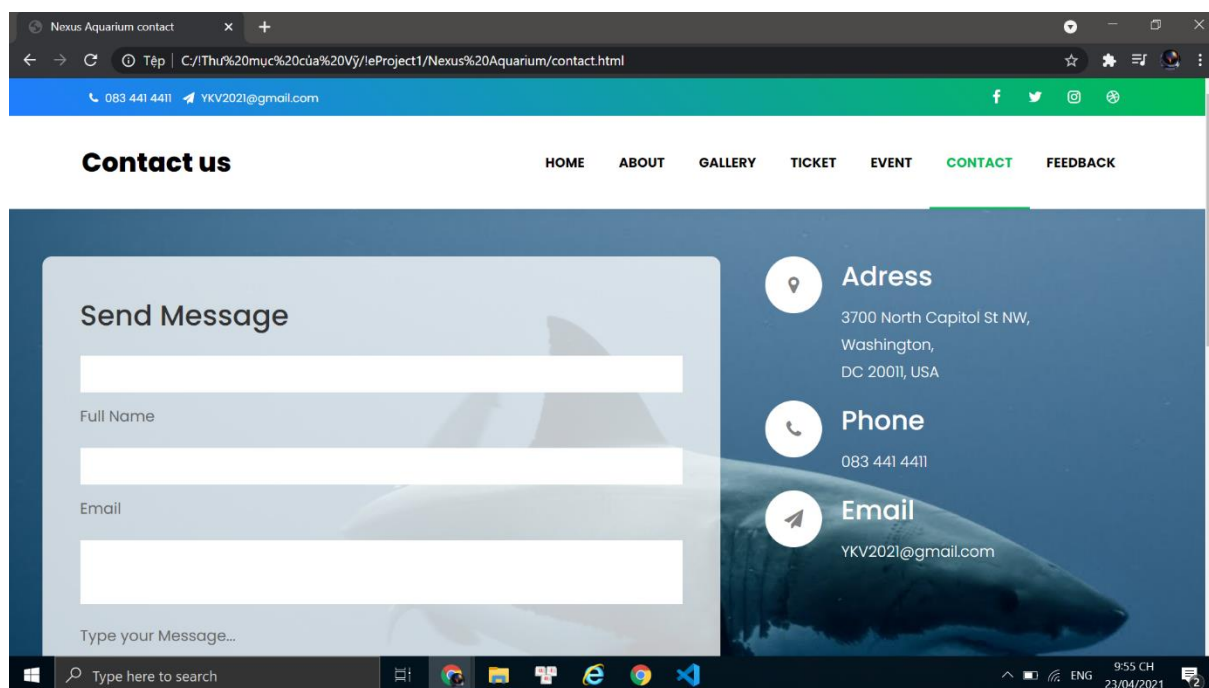 Nexus Aquarium contact
Tệp C:/!Thư%20mục%20của%20Vỹ/!eProject1/Nexus%20Aquarium/contact.html
083 441 4411 YKV2021@gmail.com
Contact us HOME ABOUT GALLERY TICKET EVENT CONTACT FEEDBACK
Send Message
Full Name
Email
Type your Message...
Adress
3700 North Capitol St NW,
Washington,
DC 20011, USA
Phone
083 441 4411
Email
YKV2021@gmail.com
Type here to search
ENG
9:55 CH
23/04/2021
2